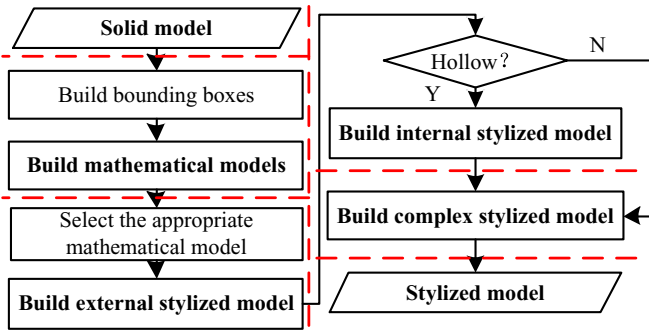 Solid model
Build bounding boxes
Build mathematical models
Select the appropriate
mathematical model
Build external stylized model
Hollow？
N
Y
Build internal stylized model
Build complex stylized model
Stylized model